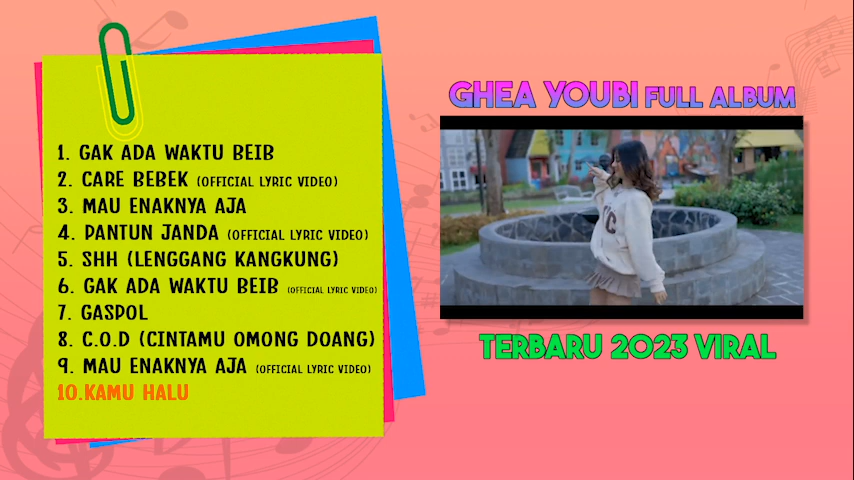 1. GAK ADA WAKTU BEIB
2. CARE BEBEK (OFFICIAL LYRIC VIDEO)
3. MAU ENAKNYA AJA
4. PANTUN JANDA (OFFICIAL LYRIC VIDEO)
5. SHH (LENGGANG KANGKUNG)
6. GAK ADA WAKTU BEIB (OFFICIAL LYRIC VIDEO)
7. GASPOL
8. C.O.D (CINTAMU OMONG DOANG)
9. MAU ENAKNYA AJA (OFFICIAL LYRIC VIDEO)
10.KAMU HALU
GHEA YOUBI FULL ALBUM
TERBARU 2023 VIRAL